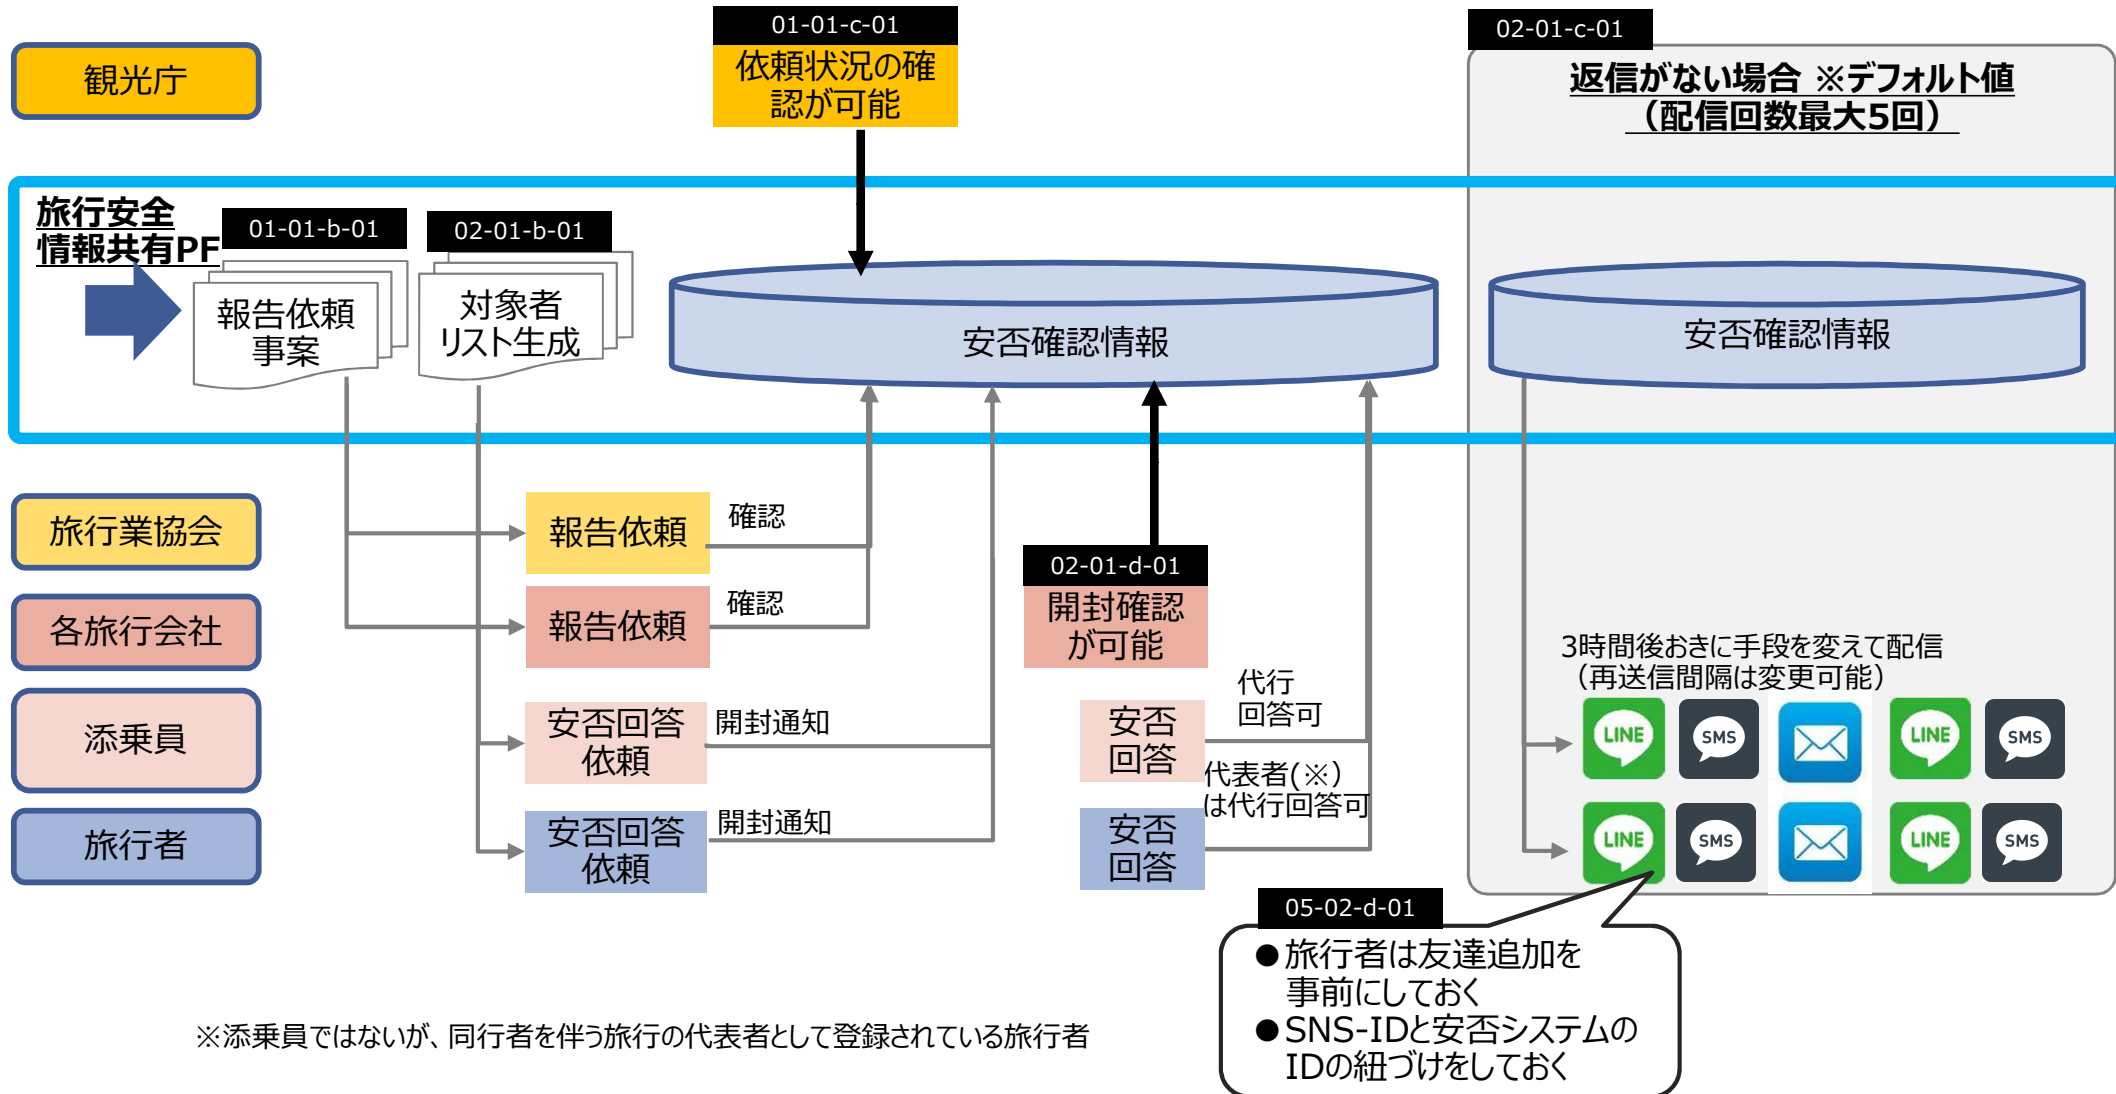 01-01-c-01
依頼状況の確
認が可能
02-01-c-01
返信がない場合 ※デフォルト値
（配信回数最大5回）
観光庁
旅行安全
情報共有PF
01-01-b-01
報告依頼
事案
02-01-b-01
対象者
リスト生成
安否確認情報
安否確認情報
旅行業協会
報告依頼
確認
各旅行会社
報告依頼
確認
02-01-d-01
開封確認
が可能
添乗員
安否回答
依頼
開封通知
安否
回答
代行
回答可
旅行者
安否回答
依頼
開封通知
安否
回答
代表者(※）
は代行回答可
3時間後おきに手段を変えて配信
（再送信間隔は変更可能）
LINE
SMS
LINE
SMS
LINE
SMS
LINE
SMS
05-02-d-01
●旅行者は友達追加を
事前にしておく
●SNS-IDと安否システムの
IDの紐づけをしておく
※添乗員ではないが、同行者を伴う旅行の代表者として登録されている旅行者